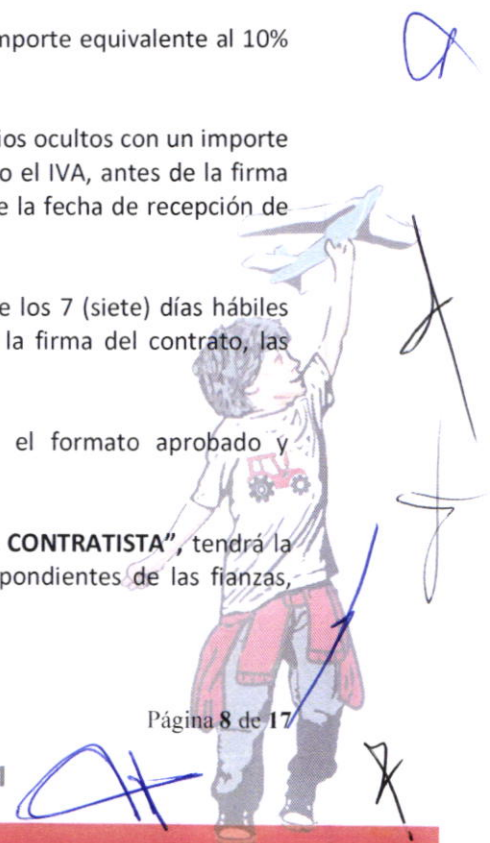 mporte equivalente al 10%
ios ocultos con un importe
o el IVA, antes de la firma
e la fecha de recepción de
e los 7 (siete) días hábiles
la firma del contrato, las
el formato aprobado y
CONTRATISTA", tendrá la
pondientes de las fianzas,
Página 8 de 17